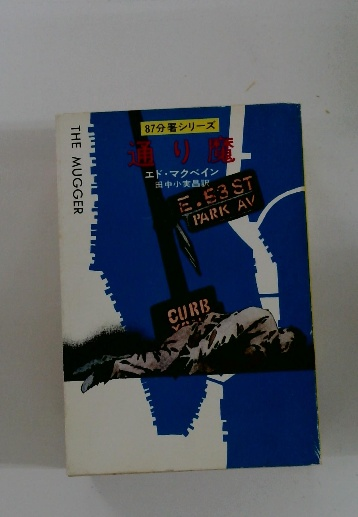 87分署シリーズ
通り魔
エド・マクベイン
田中小実昌訳
THE MUGGER
E.53 ST
PARK AV
CURB